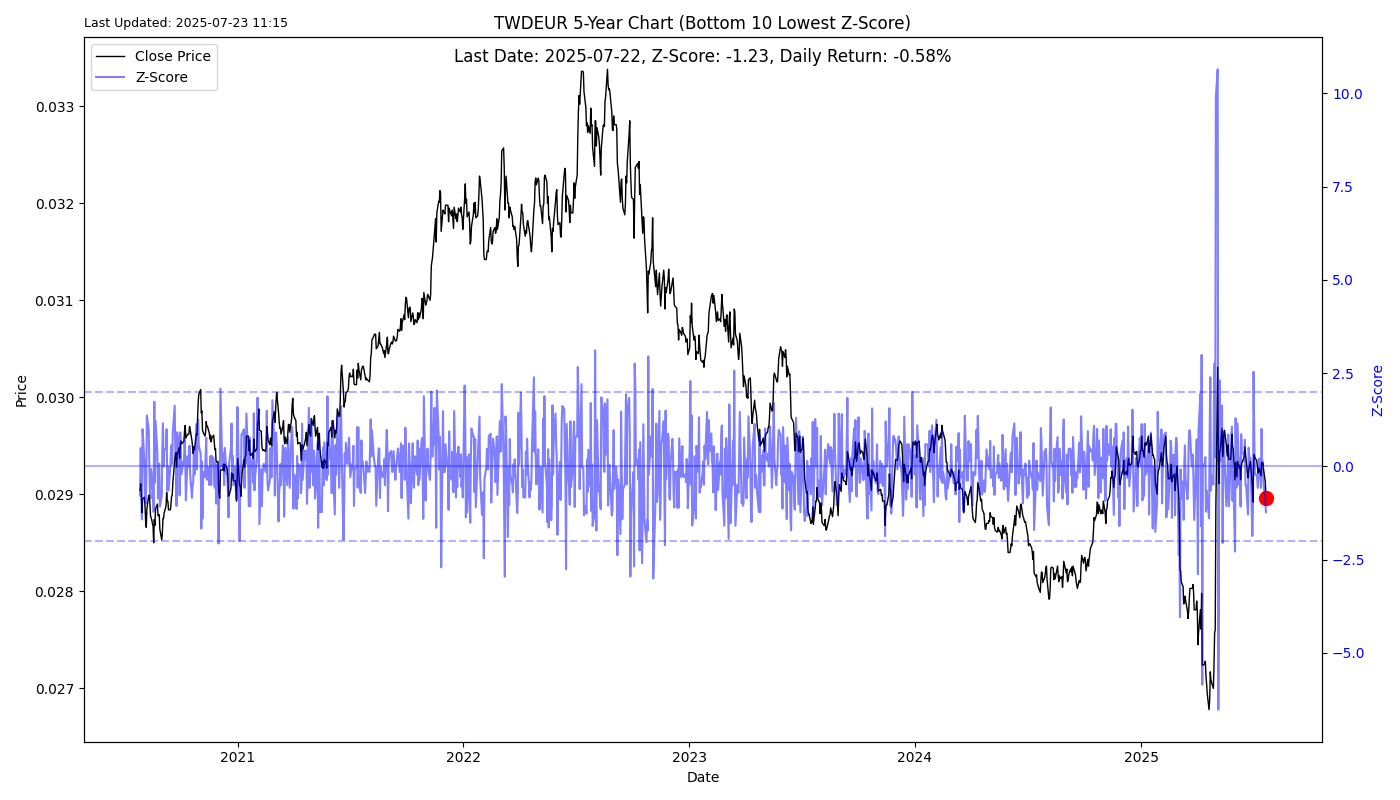 Last Updated: 2025-07-23 11:15
TWDEUR 5-Year Chart (Bottom 10 Lowest Z-Score)
Last Date: 2025-07-22, Z-Score: -1.23, Daily Return: -0.58%
Close Price
Z-Score
0.033
0.032
0.031
0.030
0.029
0.028
0.027
Price
10.0
7.5
5.0
2.5
0.0
−2.5
−5.0
Z-Score
2021
2022
2023
2024
2025
Date